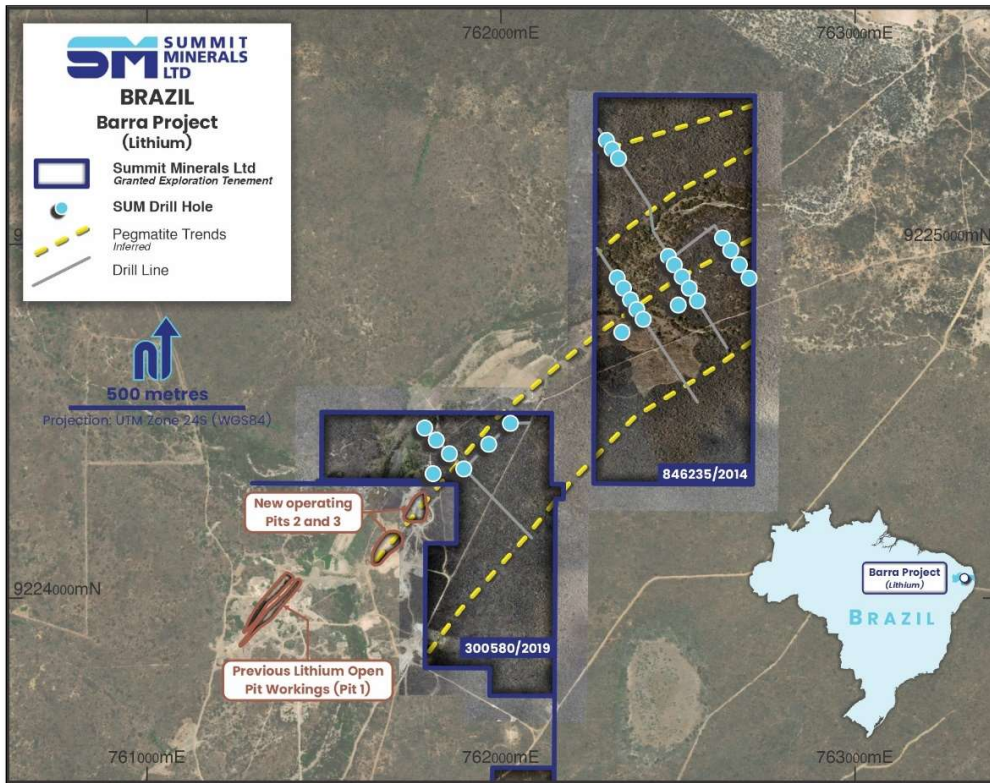 762000mE
763000mE
SM SUMMIT
MINERALS
LTD
BRAZIL
Barra Project
(Lithium)
Summit Minerals Ltd
Granted Exploration Tenement
SUM Drill Hole
Pegmatite Trends
Inferred
Drill Line
9225000mN
500 metres
Projection: UTM Zone 24S (WGS84)
846235/2014
New operating
Pits 2 and 3
9224000mN
Barra Project
(Lithium)
BRAZIL
300580/2019
Previous Lithium Open
Pit Workings (Pit 1)
761000mE
762000mE
763000mE